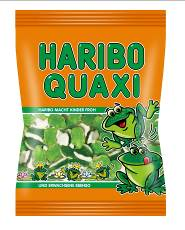 HARIBO
QUAXI
HARIBO MACHT KINDER FROH
UND ERWACHSENE EBENSO